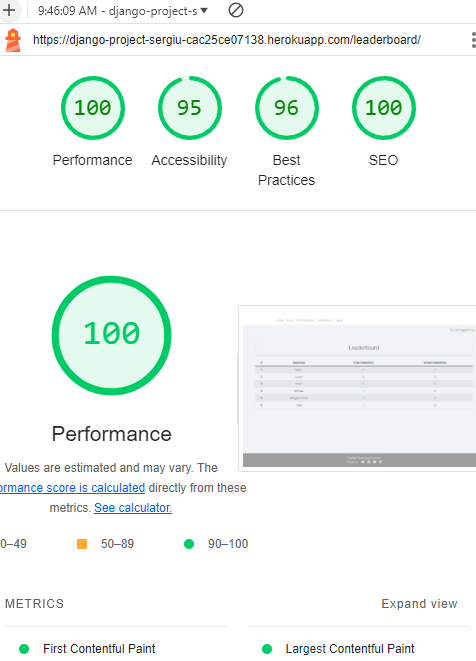 9:46:09 AM - django-project-s
https://django-project-sergiu-cac25ce07138.herokuapp.com/leaderboard/
100 95 96 100
Performance Accessibility Best Practices SEO
100
Leaderboard
Performance
Values are estimated and may vary. The
ormance score is calculated directly from these
metrics. See calculator.
0–49 50–89 90–100
METRICS Expand view
First Contentful Paint Largest Contentful Paint